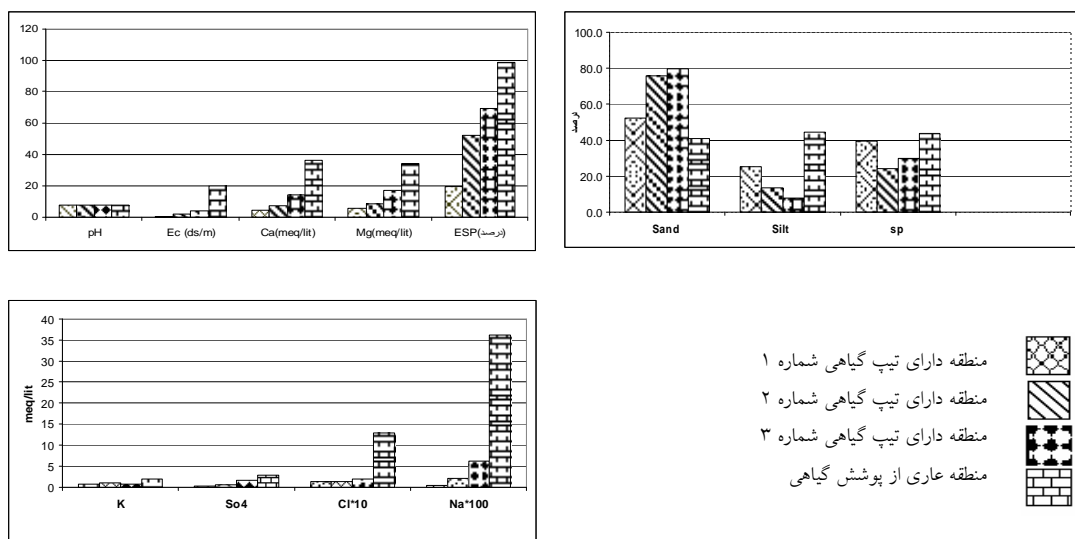 120
100
80
60
40
20
0
pH Ec (ds/m) Ca(meq/lit) Mg(meq/lit) ESP(درصد)
100.0
80.0
60.0
40.0
20.0
0.0
درصد
Sand Silt sp
40
35
30
25
20
15
10
5
0
meq/lit
K So4 Cl*10 Na*100
منطقه دارای تیپ گیاهی شماره ۱
منطقه دارای تیپ گیاهی شماره ۲
منطقه دارای تیپ گیاهی شماره ۳
منطقه عاری از پوشش گیاهی